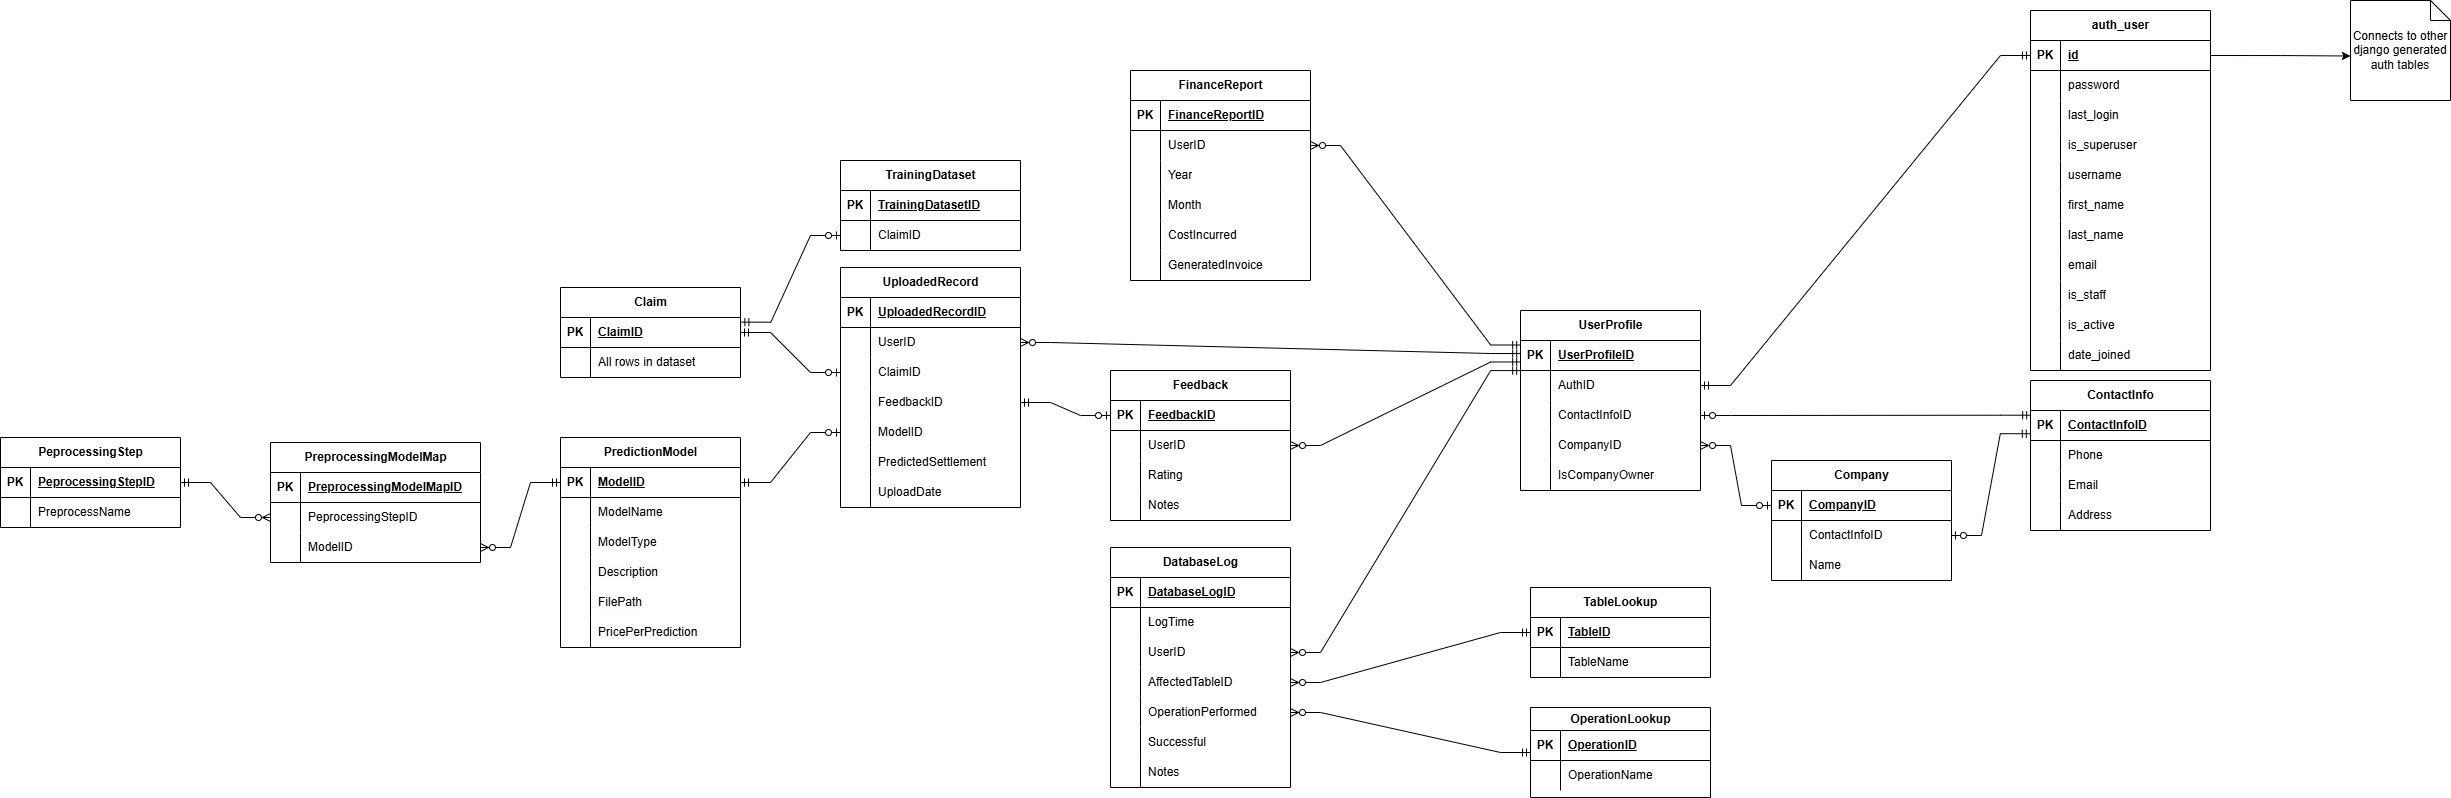 PeprocessingStep
PK PeprocessingStepID
PreprocessName
PreprocessingModelMap
PK PreprocessingModelMapID
PeprocessingStepID
ModelID
Claim
PK ClaimID
All rows in dataset
PredictionModel
PK ModelID
ModelName
ModelType
Description
FilePath
PricePerPrediction
TrainingDataset
PK TrainingDatasetID
ClaimID
UploadedRecord
PK UploadedRecordID
UserID
ClaimID
FeedbackID
ModelID
PredictedSettlement
UploadDate
FinanceReport
PK FinanceReportID
UserID
Year
Month
CostIncurred
GeneratedInvoice
Feedback
PK FeedbackID
UserID
Rating
Notes
DatabaseLog
PK DatabaseLogID
LogTime
UserID
AffectedTableID
OperationPerformed
Successful
Notes
UserProfile
PK UserProfileID
AuthID
ContactInfoID
CompanyID
IsCompanyOwner
TableLookup
PK TableID
TableName
OperationLookup
PK OperationID
OperationName
Company
PK CompanyID
ContactInfoID
Name
auth_user
PK id
password
last_login
is_superuser
username
first_name
last_name
email
is_staff
is_active
date_joined
ContactInfo
PK ContactInfoID
Phone
Email
Address
Connects to other
django generated
auth tables